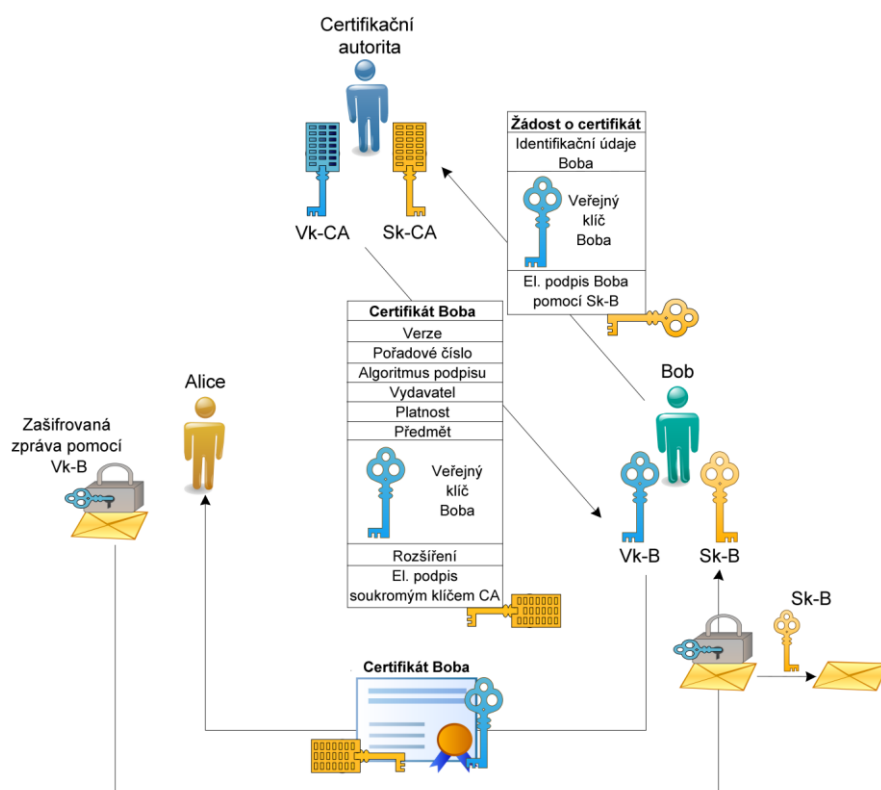 Certifikační
autorita
Vk-CA
Sk-CA
Žádost o certifikát
Identifikační údaje
Boba
Veřejný
klíč
Boba
El. podpis Boba
pomocí Sk-B
Certifikát Boba
Verze
Pořadové číslo
Algoritmus podpisu
Vydavatel
Platnost
Předmět
Veřejný
klíč
Boba
Rozšíření
El. podpis
soukromým klíčem CA
Alice
Zašifrovaná
zpráva pomocí
Vk-B
Bob
Vk-B
Sk-B
Sk-B
Certifikát Boba